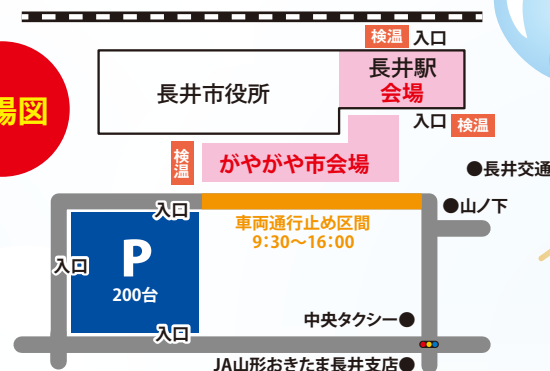 検温 入口
長井駅
会場
長井市役所
場図
入口 検温
検温
がやがや市会場
●長井交通
●山ノ下
入口
車両通行止め区間
9:30～16:00
入口
P
200台
中央タクシー●
入口
JA山形おきたま長井支店●